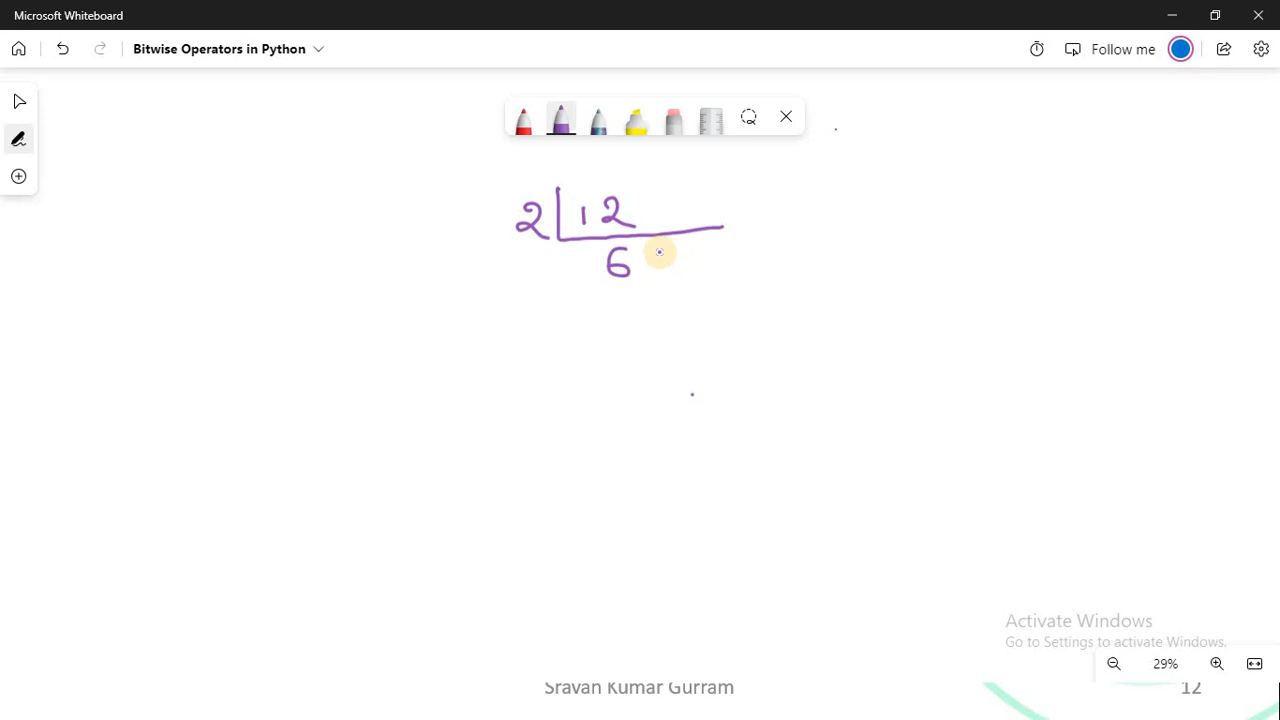 Microsoft Whiteboard
Bitwise Operators in Python
Follow me
2 12
6
Activate Windows
Go to Settings to activate Windows.
29%
Sravan Kumar Gurram
12